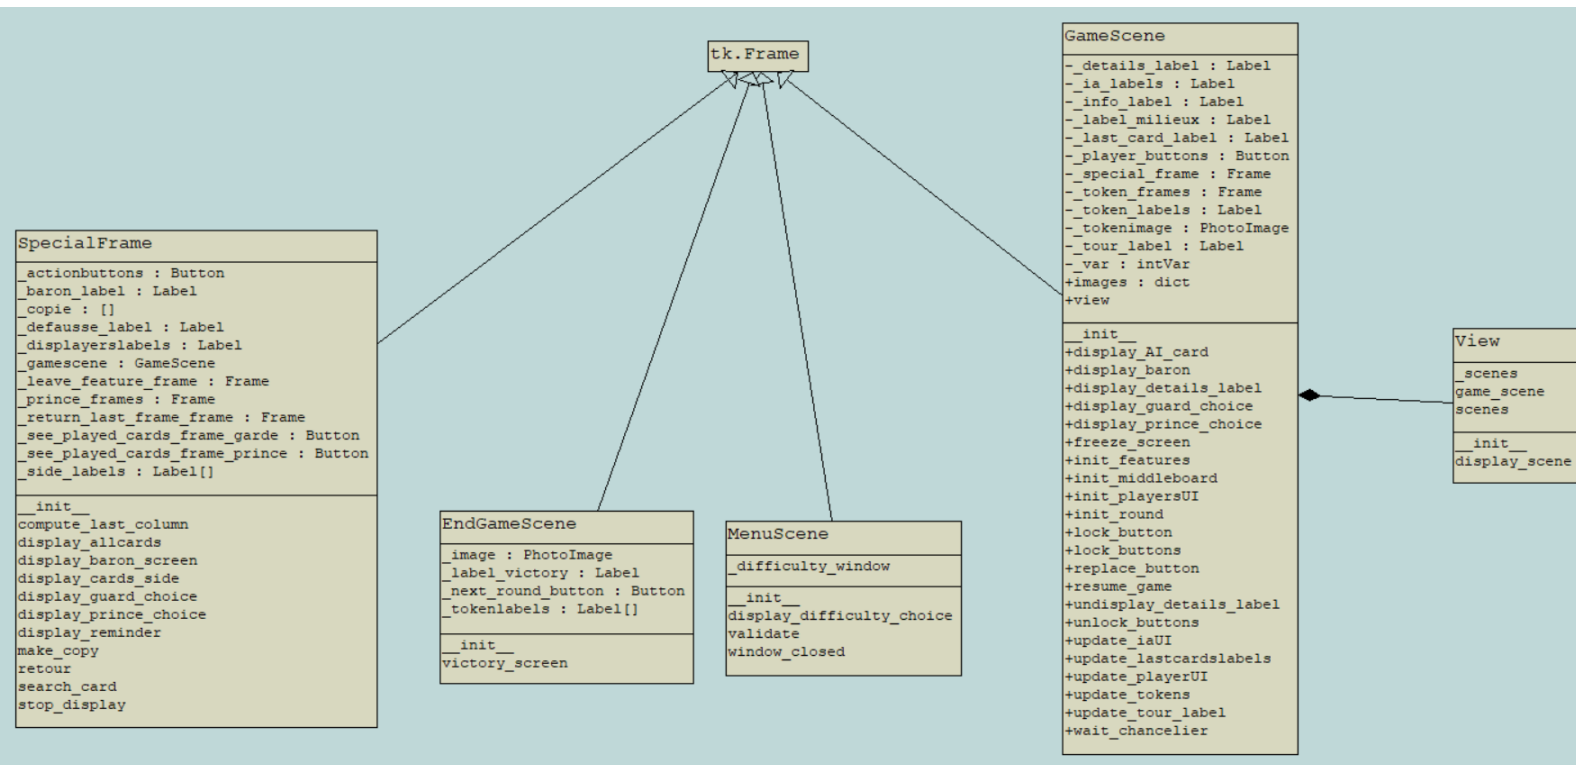 tk.Frame
GameScene
-_details_label : Label
-_ia_labels : Label
-_info_label : Label
-_label_milieux : Label
-_last_card_label : Label
-_player_buttons : Button
-_special_frame : Frame
-_token_frames : Frame
-_token_labels : Label
-_tokenimage : PhotoImage
-_tour_label : Label
-_var : intVar
+images : dict
+view
__init__
+display_AI_card
+display_baron
+display_details_label
+display_guard_choice
+display_prince_choice
+freeze_screen
+init_features
+init_middleboard
+init_playersUI
+init_round
+lock_button
+lock_buttons
+replace_button
+resume_game
+undisplay_details_label
+unlock_buttons
+update_iaUI
+update_lastcardslabels
+update_playerUI
+update_tokens
+update_tour_label
+wait_chancelier
SpecialFrame
_actionbuttons : Button
_baron_label : Label
_copie : []
_defausse_label : Label
_displayerslabels : Label
_gamescene : GameScene
_leave_feature_frame : Frame
_prince_frames : Frame
_return_last_frame_frame : Frame
_see_played_cards_frame_garde : Button
_see_played_cards_frame_prince : Button
_side_labels : Label[]
__init__
compute_last_column
display_allcards
display_baron_screen
display_cards_side
display_guard_choice
display_prince_choice
display_reminder
make_copy
retour
search_card
stop_display
EndGameScene
_image : PhotoImage
_label_victory : Label
_next_round_button : Button
_tokenlabels : Label[]
__init__
victory_screen
MenuScene
_difficulty_window
__init__
display_difficulty_choice
validate
window_closed
View
_scenes
game_scene
scenes
__init__
display_scene